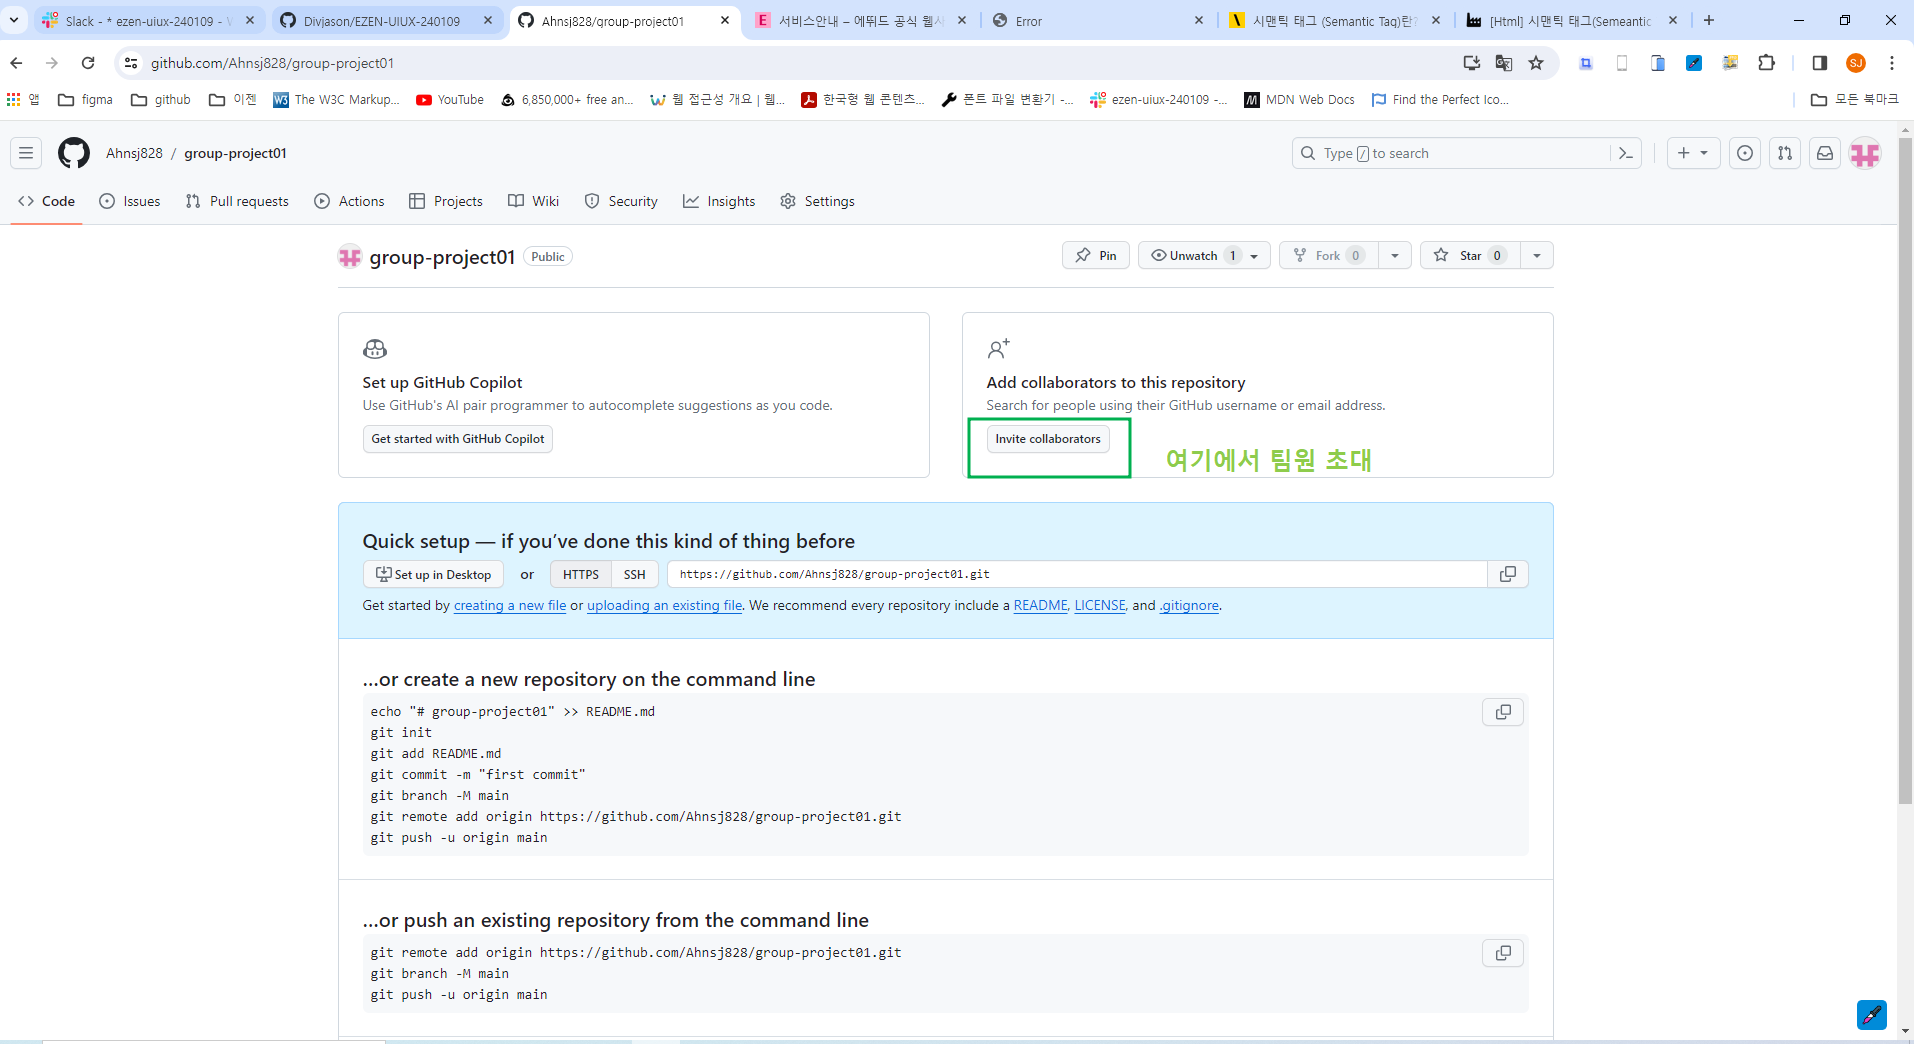 Slack - * ezen-uiux-240109 -
Divjason/EZEN-UIUX-240109
Ahnsj828/group-project01
서비스안내 – 에뛰드 공식 웹사
Error
시맨틱 태그 (Semantic Tag)란?
[Html] 시맨틱 태그(Semeantic
github.com/Ahnsj828/group-project01
SJ
앱
figma
github
이젠
The W3C Markup...
YouTube
6,850,000+ free an...
웹 접근성 개요 | 웹...
한국형 웹 콘텐츠...
폰트 파일 변환기 -...
ezen-uiux-240109 -...
MDN Web Docs
Find the Perfect Ico...
모든 북마크
Ahnsj828 / group-project01
Type / to search
Code
Issues
Pull requests
Actions
Projects
Wiki
Security
Insights
Settings
group-project01 Public
Pin
Unwatch 1
Fork 0
Star 0
Set up GitHub Copilot
Use GitHub's AI pair programmer to autocomplete suggestions as you code.
Get started with GitHub Copilot
Add collaborators to this repository
Search for people using their GitHub username or email address.
Invite collaborators
여기에서 팀원 초대
Quick setup — if you’ve done this kind of thing before
Set up in Desktop or HTTPS SSH https://github.com/Ahnsj828/group-project01.git
Get started by creating a new file or uploading an existing file. We recommend every repository include a README, LICENSE, and .gitignore.
…or create a new repository on the command line
echo "# group-project01" >> README.md
git init
git add README.md
git commit -m "first commit"
git branch -M main
git remote add origin https://github.com/Ahnsj828/group-project01.git
git push -u origin main
…or push an existing repository from the command line
git remote add origin https://github.com/Ahnsj828/group-project01.git
git branch -M main
git push -u origin main